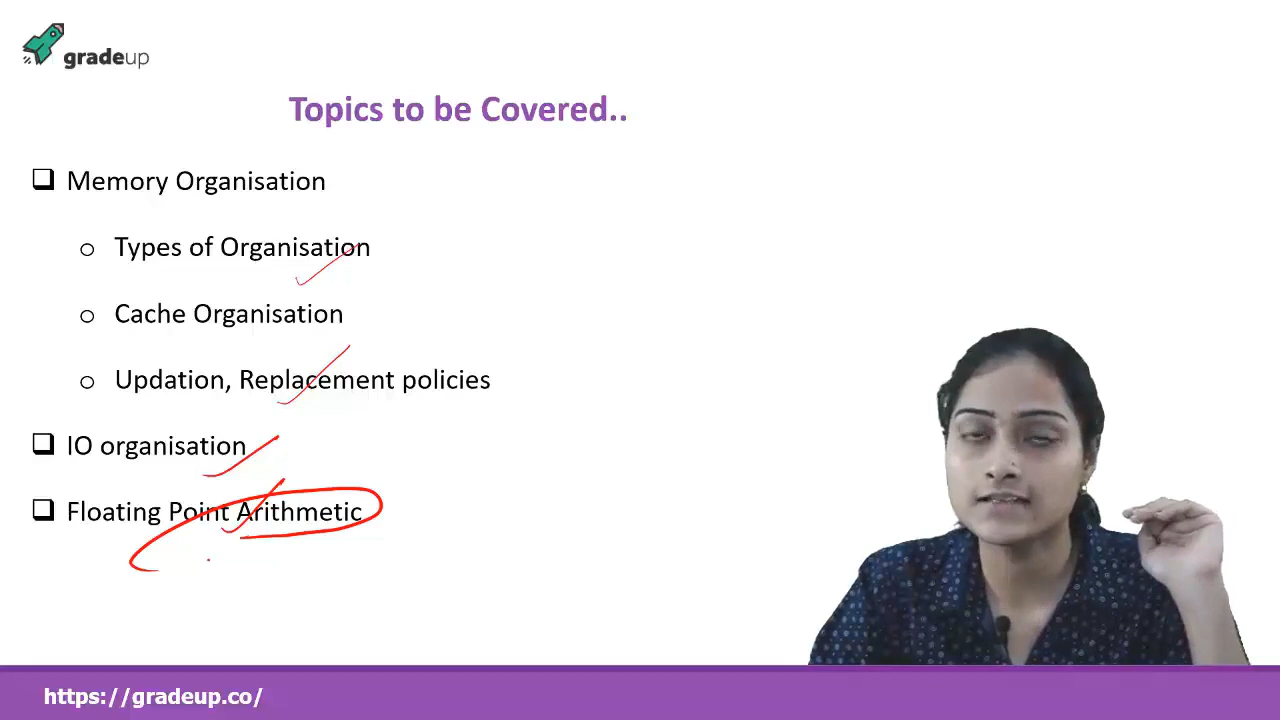 gradeup
Topics to be Covered..
Memory Organisation
Types of Organisation
Cache Organisation
Updation, Replacement policies
IO organisation
Floating Point Arithmetic
https://gradeup.co/